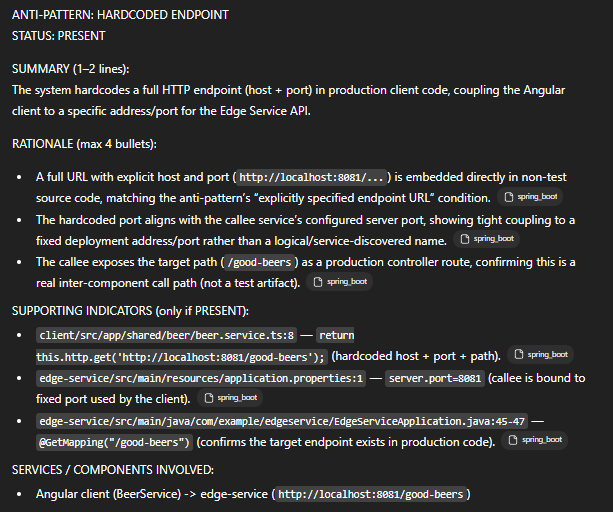 ANTI-PATTERN: HARDCODED ENDPOINT
STATUS: PRESENT
SUMMARY (1–2 lines):
The system hardcodes a full HTTP endpoint (host + port) in production client code, coupling the Angular
client to a specific address/port for the Edge Service API.
RATIONALE (max 4 bullets):
• A full URL with explicit host and port (http://localhost:8081/...) is embedded directly in non-test
source code, matching the anti-pattern's “explicitly specified endpoint URL” condition. spring_boot
• The hardcoded port aligns with the callee service's configured server port, showing tight coupling to a
fixed deployment address/port rather than a logical/service-discovered name. spring_boot
• The callee exposes the target path (/good-beers) as a production controller route, confirming this is a
real inter-component call path (not a test artifact). spring_boot
SUPPORTING INDICATORS (only if PRESENT):
• client/src/app/shared/beer/beer.service.ts:8 — return
this.http.get('http://localhost:8081/good-beers'); (hardcoded host + port + path). spring_boot
• edge-service/src/main/resources/application.properties:1 — server.port=8081 (callee is bound to
fixed port used by the client). spring_boot
• edge-service/src/main/java/com/example/edgeservice/EdgeServiceApplication.java:45-47 —
@GetMapping("/good-beers") (confirms the target endpoint exists in production code). spring_boot
SERVICES / COMPONENTS INVOLVED:
• Angular client (BeerService) -> edge-service (http://localhost:8081/good-beers)